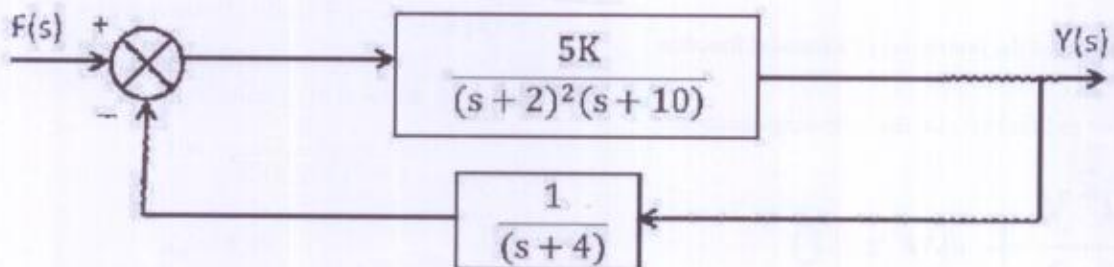 F(s)
+
−
5K
(s + 2)²(s + 10)
Y(s)
1
(s + 4)